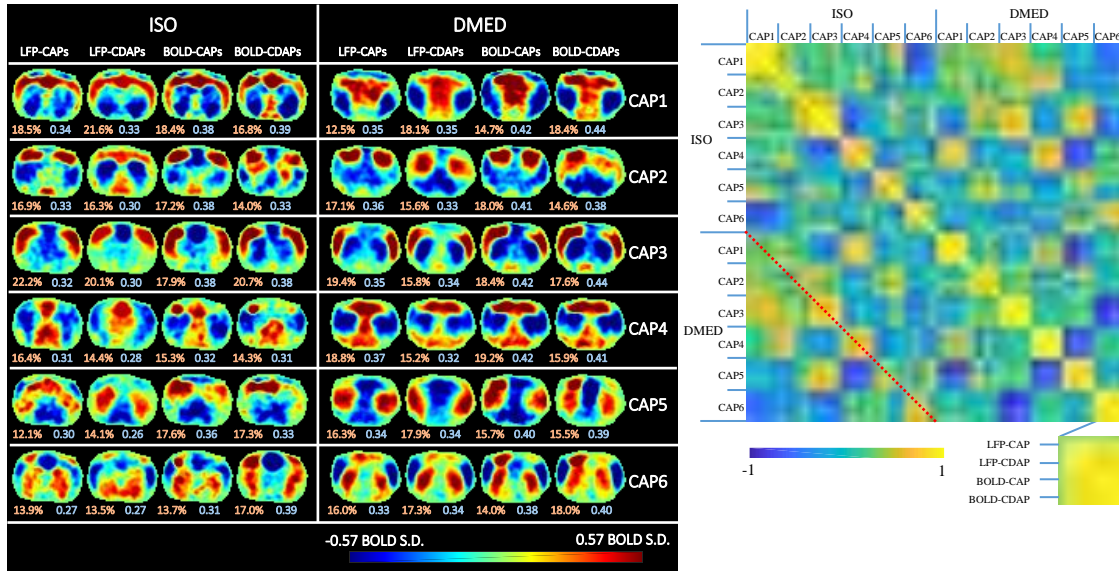 ISO DMED
LFP-CAPs LFP-CDAPs BOLD-CAPs BOLD-CDAPs LFP-CAPs LFP-CDAPs BOLD-CAPs BOLD-CDAPs
CAP1
18.5% 0.34 21.6% 0.33 18.4% 0.38 16.8% 0.39 12.5% 0.35 18.1% 0.35 14.7% 0.42 18.4% 0.44
CAP2
16.9% 0.33 16.3% 0.30 17.2% 0.38 14.0% 0.33 17.1% 0.36 15.6% 0.33 18.0% 0.41 14.6% 0.38
CAP3
22.2% 0.32 20.1% 0.30 17.9% 0.38 20.7% 0.38 19.4% 0.35 15.8% 0.34 18.4% 0.42 17.6% 0.44
CAP4
16.4% 0.31 14.4% 0.28 15.3% 0.32 14.3% 0.31 18.8% 0.37 15.2% 0.32 19.2% 0.42 15.9% 0.41
CAP5
12.1% 0.30 14.1% 0.26 17.6% 0.36 17.3% 0.33 16.3% 0.34 17.9% 0.34 15.7% 0.40 15.5% 0.39
CAP6
13.9% 0.27 13.5% 0.27 13.7% 0.31 17.0% 0.39 16.0% 0.33 17.3% 0.34 14.0% 0.38 18.0% 0.40
-0.57 BOLD S.D. 0.57 BOLD S.D.
ISO DMED
CAP1 CAP2 CAP3 CAP4 CAP5 CAP6 CAP1 CAP2 CAP3 CAP4 CAP5 CAP6
CAP1
CAP2
CAP3
ISO
CAP4
CAP5
CAP6
CAP1
CAP2
CAP3
DMED
CAP4
CAP5
CAP6
-1 1
LFP-CAP
LFP-CDAP
BOLD-CAP
BOLD-CDAP